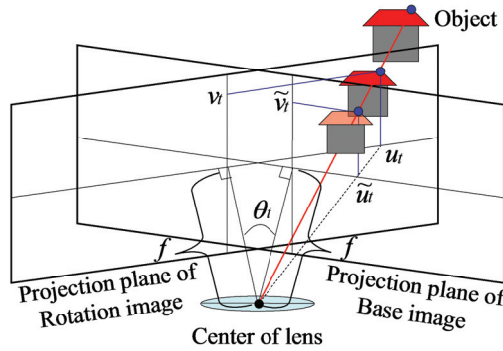 Object
v_t
ṽ_t
u_t
ũ_t
θ_t
f
f
Projection plane of
Rotation image
Projection plane of
Base image
Center of lens